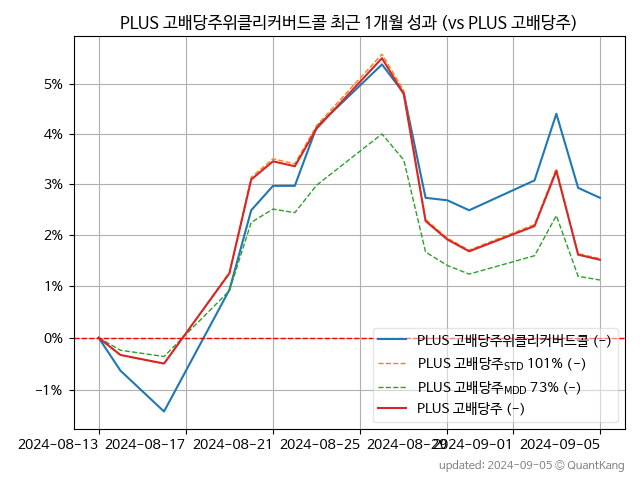 PLUS 고배당주위클리커버드콜 최근 1개월 성과 (vs PLUS 고배당주)
5%
4%
3%
2%
1%
0%
−1%
PLUS 고배당주위클리커버드콜 (-)
PLUS 고배당주STD 101% (-)
PLUS 고배당주MDD 73% (-)
PLUS 고배당주 (-)
2024-08-13 2024-08-17 2024-08-21 2024-08-25 2024-08-29 2024-09-01 2024-09-05
updated: 2024-09-05 © QuantKang